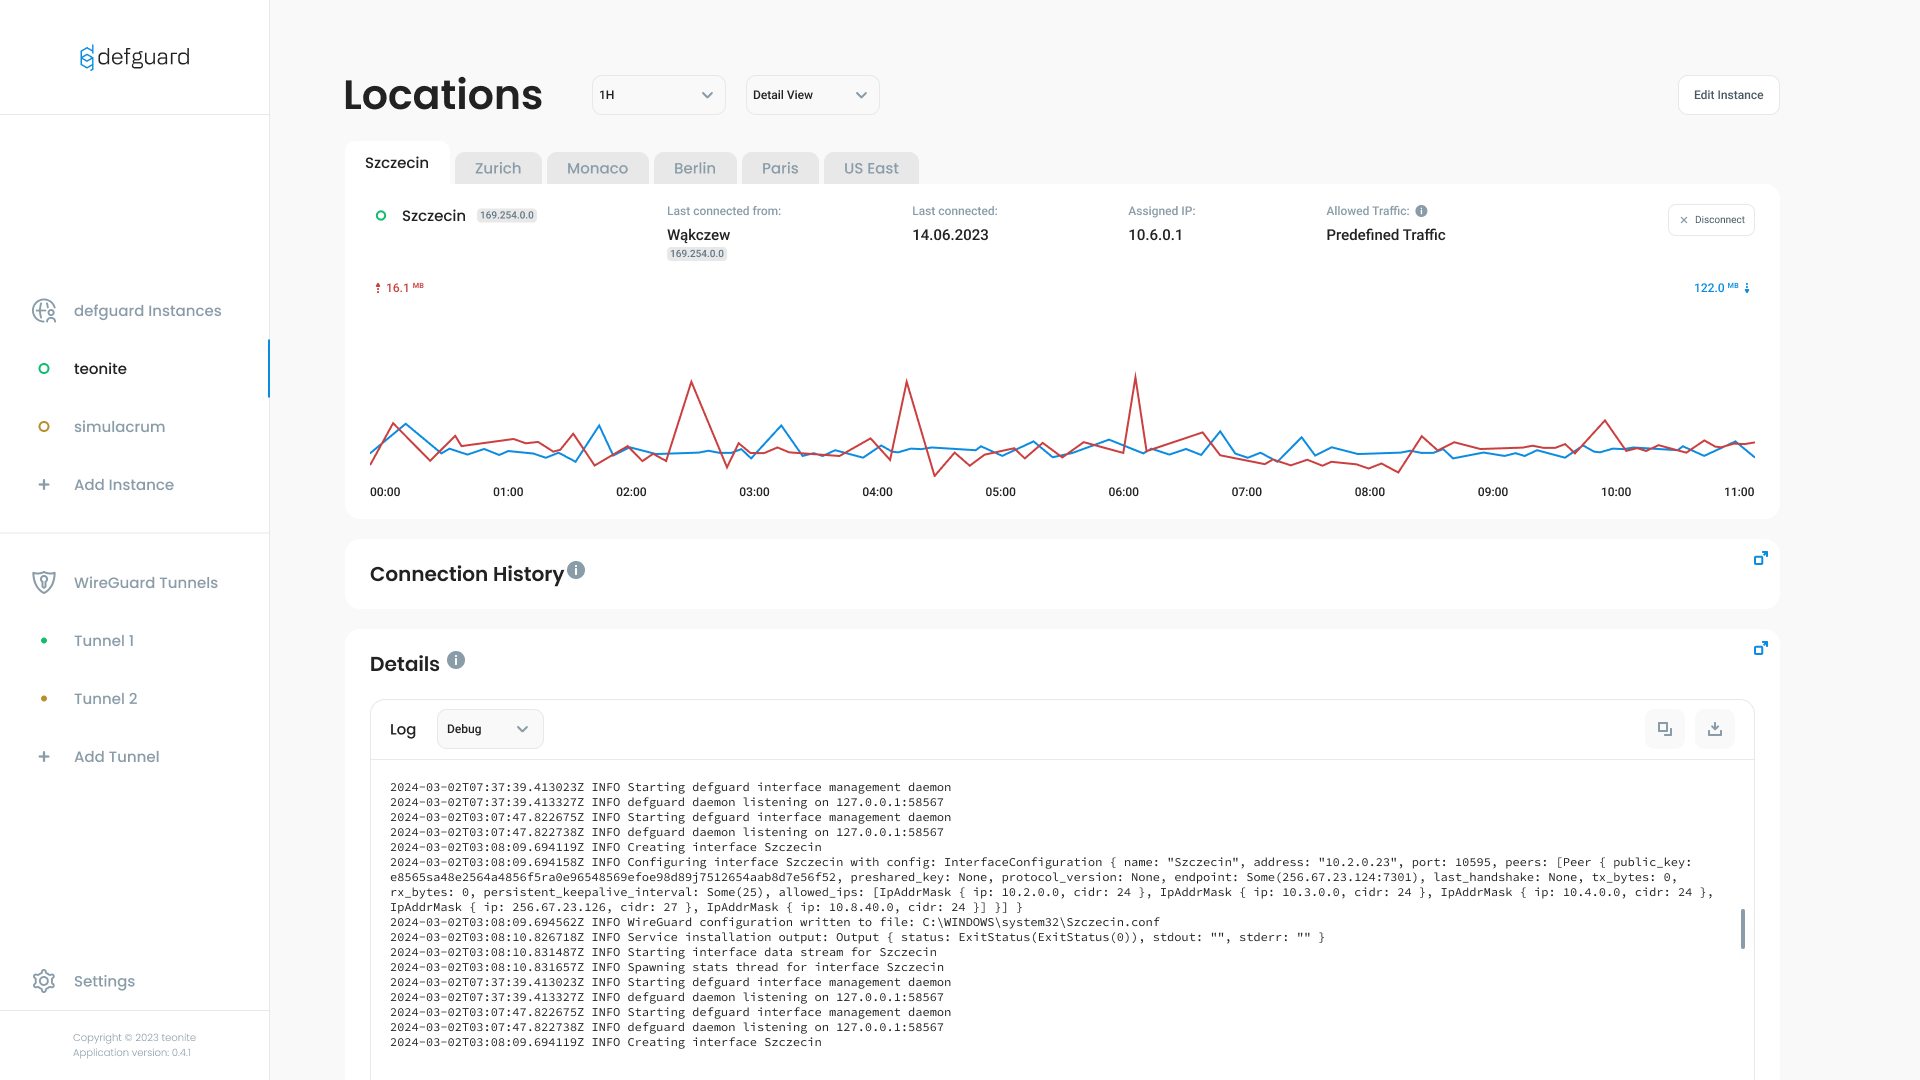 defguard
defguard Instances
teonite
simulacrum
Add Instance
WireGuard Tunnels
Tunnel 1
Tunnel 2
Add Tunnel
Settings
Copyright © 2023 teonite
Application version: 0.4.1
Locations
1H
Detail View
Edit Instance
Szczecin
Zurich
Monaco
Berlin
Paris
US East
Szczecin 169.254.0.0
Last connected from:
Wąkczew
169.254.0.0
Last connected:
14.06.2023
Assigned IP:
10.6.0.1
Allowed Traffic:
Predefined Traffic
Disconnect
16.1 MB
122.0 MB
00:00 01:00 02:00 03:00 04:00 05:00 06:00 07:00 08:00 09:00 10:00 11:00
Connection History
Details
Log
Debug
2024-03-02T07:37:39.413023Z INFO Starting defguard interface management daemon
2024-03-02T07:37:39.413327Z INFO defguard daemon listening on 127.0.0.1:58567
2024-03-02T03:07:47.822675Z INFO Starting defguard interface management daemon
2024-03-02T03:07:47.822738Z INFO defguard daemon listening on 127.0.0.1:58567
2024-03-02T03:08:09.694119Z INFO Creating interface Szczecin
2024-03-02T03:08:09.694158Z INFO Configuring interface Szczecin with config: InterfaceConfiguration { name: "Szczecin", address: "10.2.0.23", port: 10595, peers: [Peer { public_key:
e8565sa48e2564a4856f5ra0e96548569efoe98d89j7512654aab8d7e56f52, preshared_key: None, protocol_version: None, endpoint: Some(256.67.23.124:7301), last_handshake: None, tx_bytes: 0,
rx_bytes: 0, persistent_keepalive_interval: Some(25), allowed_ips: [IpAddrMask { ip: 10.2.0.0, cidr: 24 }, IpAddrMask { ip: 10.3.0.0, cidr: 24 }, IpAddrMask { ip: 10.4.0.0, cidr: 24 },
IpAddrMask { ip: 256.67.23.126, cidr: 27 }, IpAddrMask { ip: 10.8.40.0, cidr: 24 }] }] }
2024-03-02T03:08:09.694562Z INFO WireGuard configuration written to file: C:\WINDOWS\system32\Szczecin.conf
2024-03-02T03:08:10.826718Z INFO Service installation output: Output { status: ExitStatus(ExitStatus(0)), stdout: "", stderr: "" }
2024-03-02T03:08:10.831487Z INFO Starting interface data stream for Szczecin
2024-03-02T03:08:10.831657Z INFO Spawning stats thread for interface Szczecin
2024-03-02T07:37:39.413023Z INFO Starting defguard interface management daemon
2024-03-02T07:37:39.413327Z INFO defguard daemon listening on 127.0.0.1:58567
2024-03-02T03:07:47.822675Z INFO Starting defguard interface management daemon
2024-03-02T03:07:47.822738Z INFO defguard daemon listening on 127.0.0.1:58567
2024-03-02T03:08:09.694119Z INFO Creating interface Szczecin